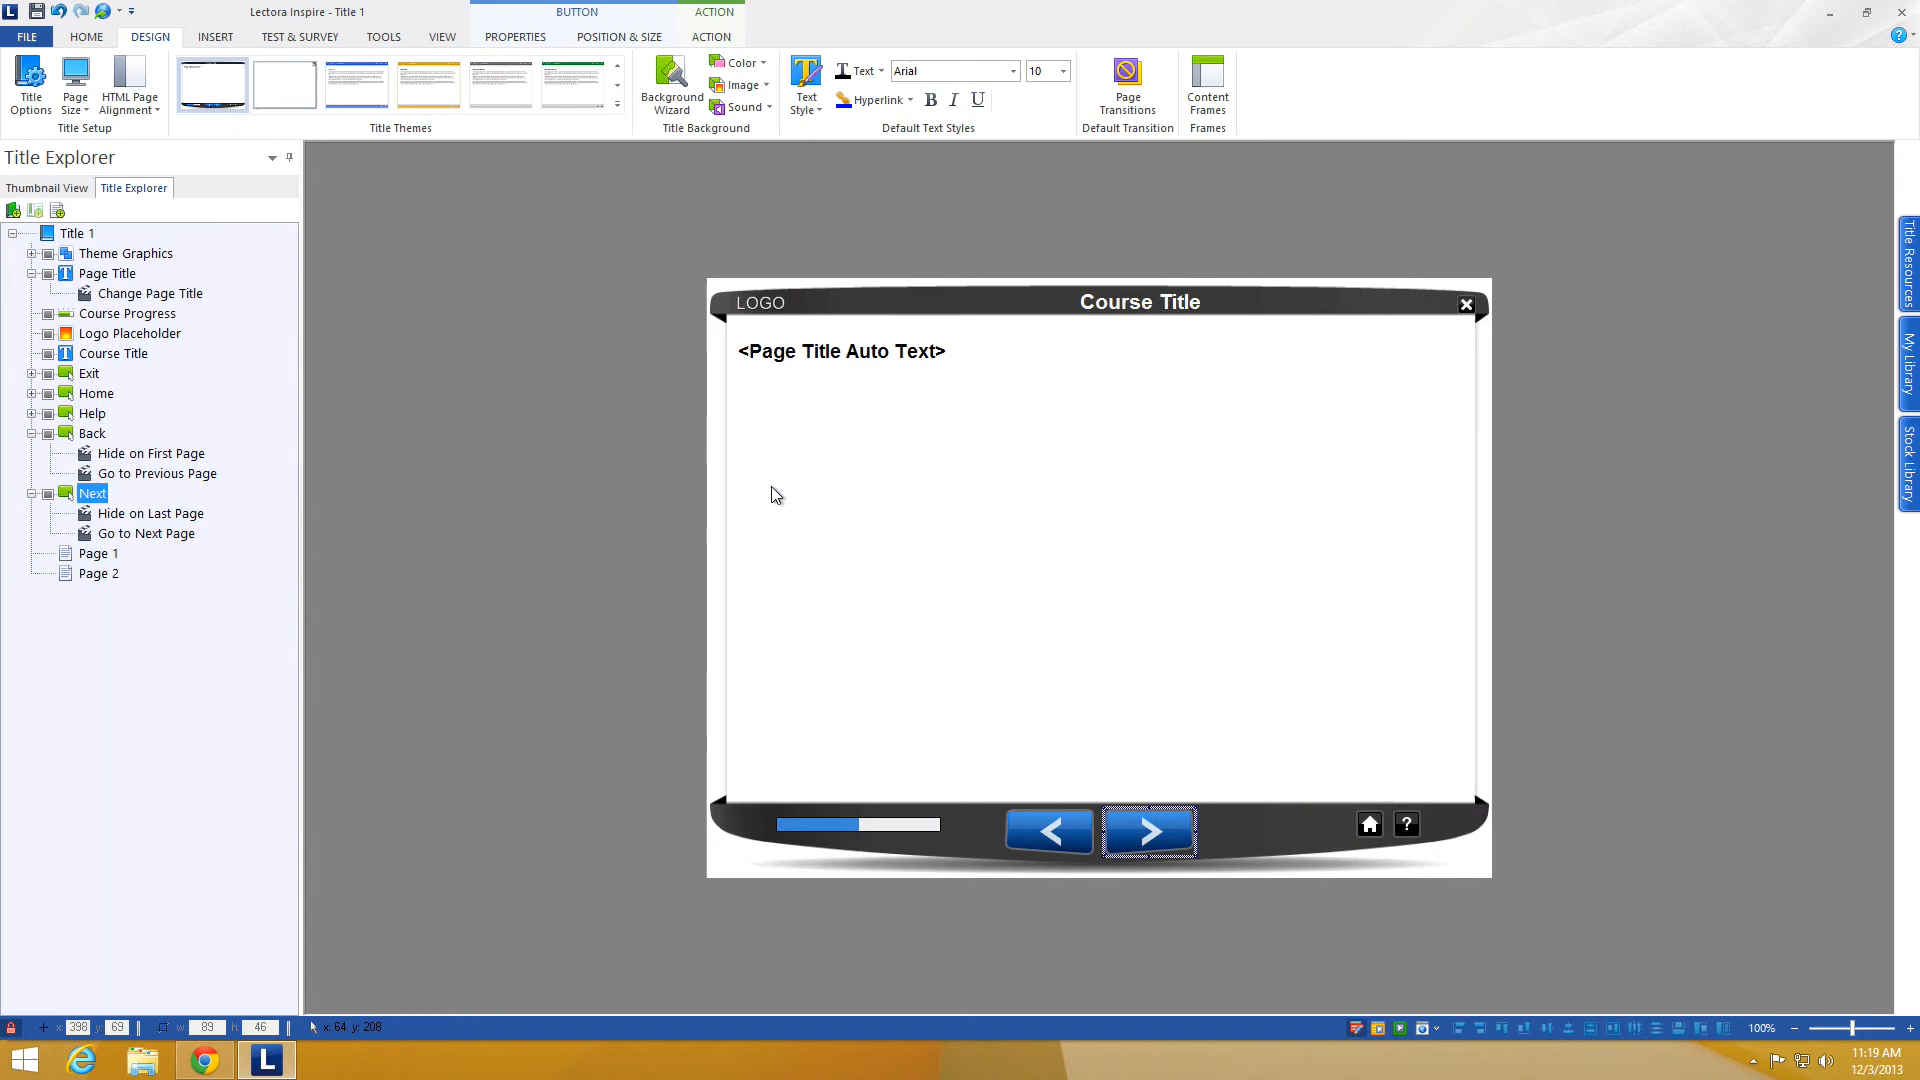 Lectora Inspire - Title 1
BUTTON
ACTION
FILE
HOME
DESIGN
INSERT
TEST & SURVEY
TOOLS
VIEW
PROPERTIES
POSITION & SIZE
ACTION
Title Options
Page Size
HTML Page Alignment
Title Setup
Title Themes
Background Wizard
Color
Image
Sound
Title Background
Text Style
Text
Arial
10
Hyperlink
B I U
Default Text Styles
Page Transitions
Default Transition
Content Frames
Frames
Title Explorer
Thumbnail View
Title Explorer
Title 1
Theme Graphics
Page Title
Change Page Title
Course Progress
Logo Placeholder
Course Title
Exit
Home
Help
Back
Hide on First Page
Go to Previous Page
Next
Hide on Last Page
Go to Next Page
Page 1
Page 2
LOGO
Course Title
<Page Title Auto Text>
Title Resources
My Library
Stock Library
x: 398 y: 69
w: 89 h: 46
x: 64 y: 208
100%
11:19 AM
12/3/2013